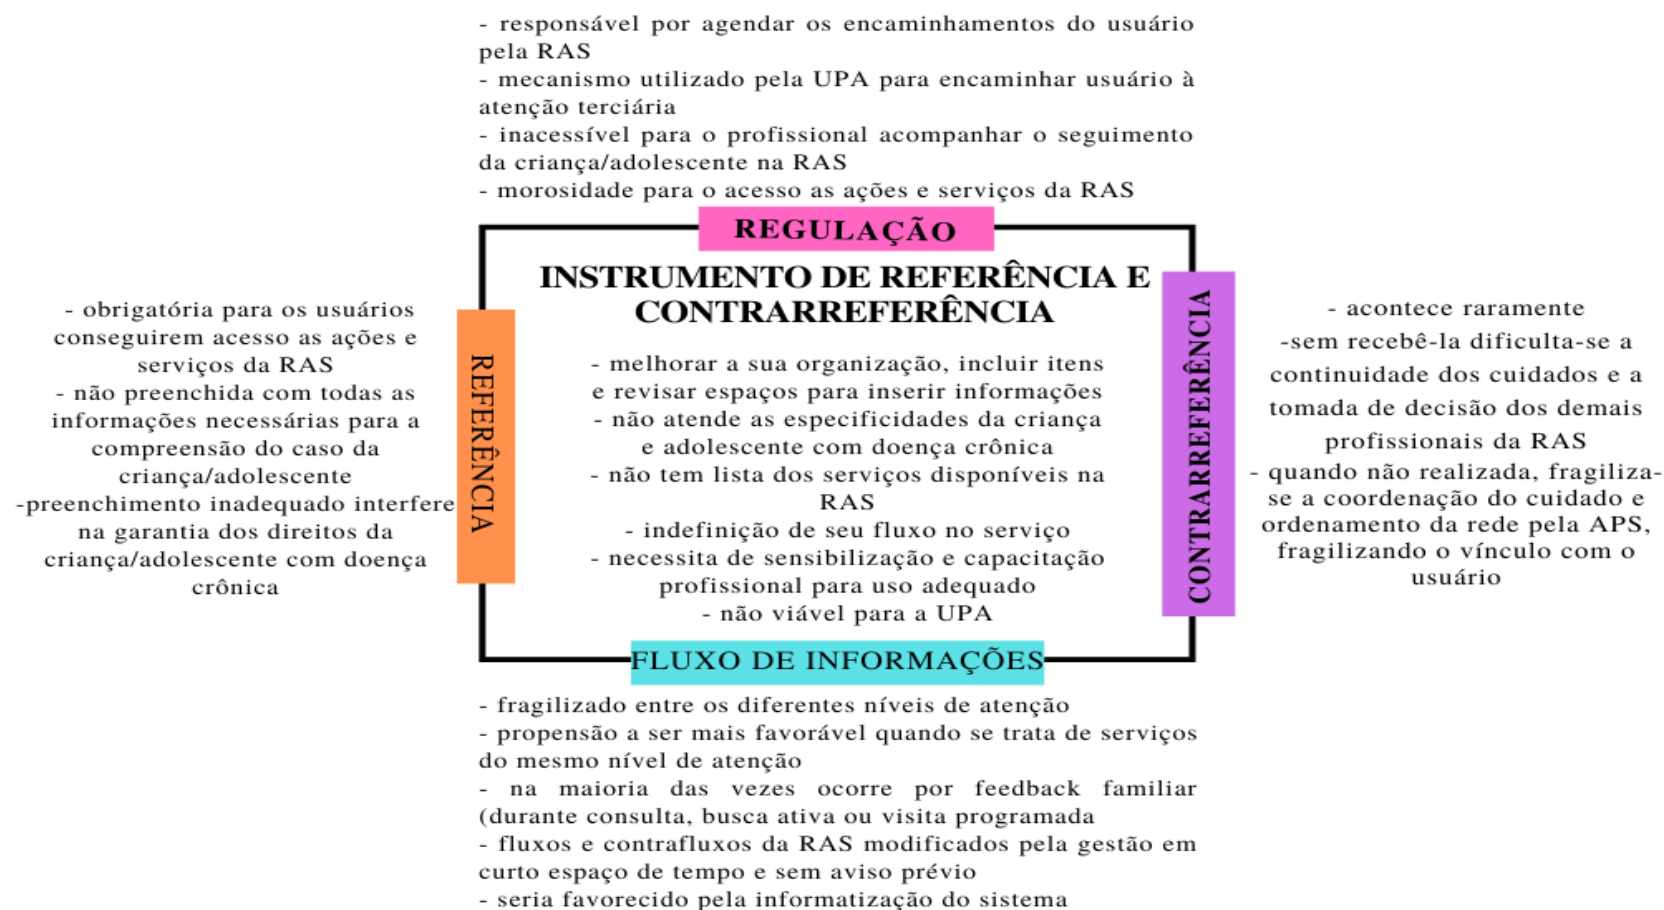 - responsável por agendar os encaminhamentos do usuário
pela RAS
- mecanismo utilizado pela UPA para encaminhar usuário à
atenção terciária
- inacessível para o profissional acompanhar o seguimento
da criança/adolescente na RAS
- morosidade para o acesso as ações e serviços da RAS
REGULAÇÃO
- obrigatória para os usuários
conseguirem acesso as ações e
serviços da RAS
- não preenchida com todas as
informações necessárias para a
compreensão do caso da
criança/adolescente
-preenchimento inadequado interfere
na garantia dos direitos da
criança/adolescente com doença
crônica
REFERÊNCIA
INSTRUMENTO DE REFERÊNCIA E
CONTRARREFERÊNCIA
- melhorar a sua organização, incluir itens
e revisar espaços para inserir informações
- não atende as especificidades da criança
e adolescente com doença crônica
- não tem lista dos serviços disponíveis na
RAS
- indefinição de seu fluxo no serviço
- necessita de sensibilização e capacitação
profissional para uso adequado
- não viável para a UPA
CONTRARREFERÊNCIA
- acontece raramente
-sem recebê-la dificulta-se a
continuidade dos cuidados e a
tomada de decisão dos demais
profissionais da RAS
- quando não realizada, fragiliza-
se a coordenação do cuidado e
ordenamento da rede pela APS,
fragilizando o vínculo com o
usuário
FLUXO DE INFORMAÇÕES
- fragilizado entre os diferentes níveis de atenção
- propensão a ser mais favorável quando se trata de serviços
do mesmo nível de atenção
- na maioria das vezes ocorre por feedback familiar
(durante consulta, busca ativa ou visita programada
- fluxos e contrafluxos da RAS modificados pela gestão em
curto espaço de tempo e sem aviso prévio
- seria favorecido pela informatização do sistema